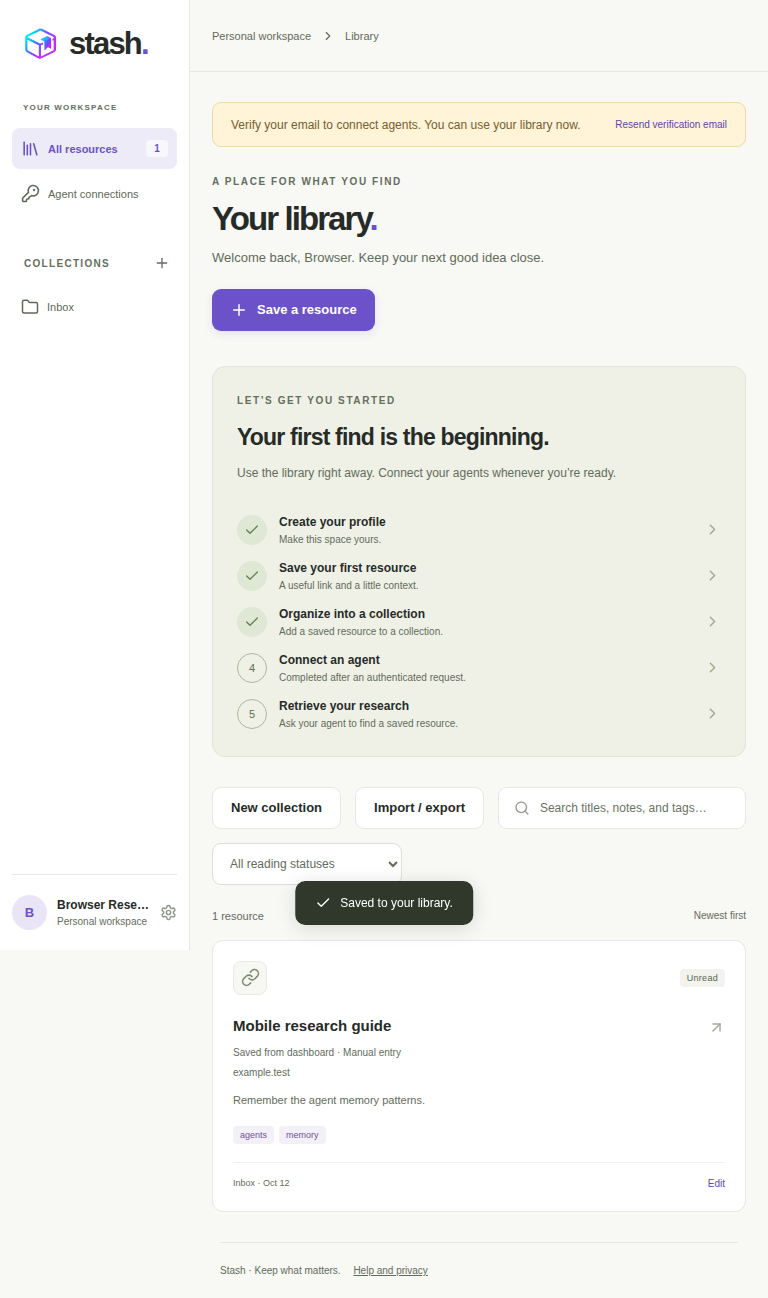 stash.
YOUR WORKSPACE
All resources 1
Agent connections
COLLECTIONS
Inbox
B Browser Rese…
Personal workspace
Personal workspace Library
Verify your email to connect agents. You can use your library now. Resend verification email
A PLACE FOR WHAT YOU FIND
Your library.
Welcome back, Browser. Keep your next good idea close.
Save a resource
LET'S GET YOU STARTED
Your first find is the beginning.
Use the library right away. Connect your agents whenever you're ready.
Create your profile
Make this space yours.
Save your first resource
A useful link and a little context.
Organize into a collection
Add a saved resource to a collection.
4 Connect an agent
Completed after an authenticated request.
5 Retrieve your research
Ask your agent to find a saved resource.
New collection Import / export Search titles, notes, and tags…
All reading statuses
Saved to your library.
1 resource Newest first
Unread
Mobile research guide
Saved from dashboard · Manual entry
example.test
Remember the agent memory patterns.
agents memory
Inbox · Oct 12 Edit
Stash · Keep what matters. Help and privacy